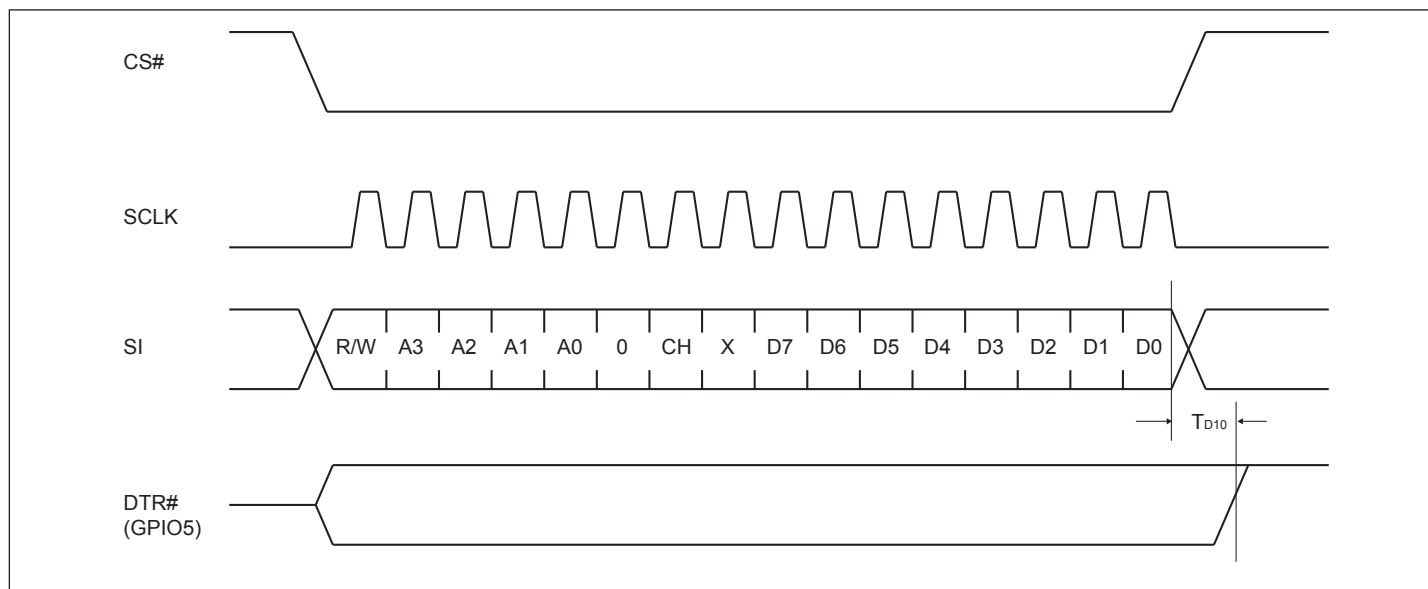 CS#
SCLK
SI
R/W A3 A2 A1 A0 0 CH X D7 D6 D5 D4 D3 D2 D1 D0
TD10
DTR#
(GPIO5)